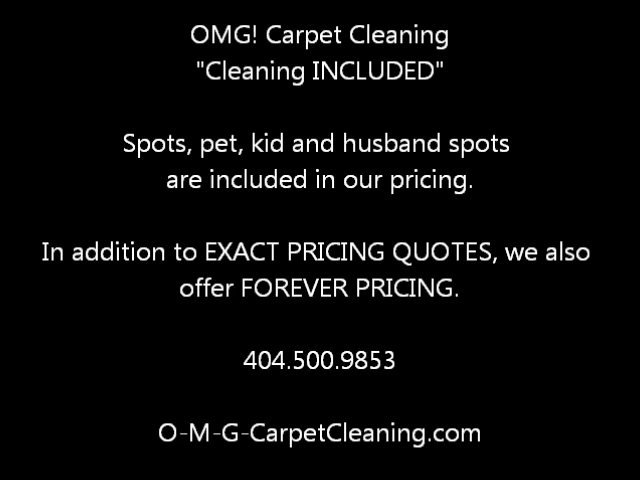 OMG! Carpet Cleaning
"Cleaning INCLUDED"
Spots, pet, kid and husband spots
are included in our pricing.
In addition to EXACT PRICING QUOTES, we also
offer FOREVER PRICING.
404.500.9853
O-M-G-CarpetCleaning.com